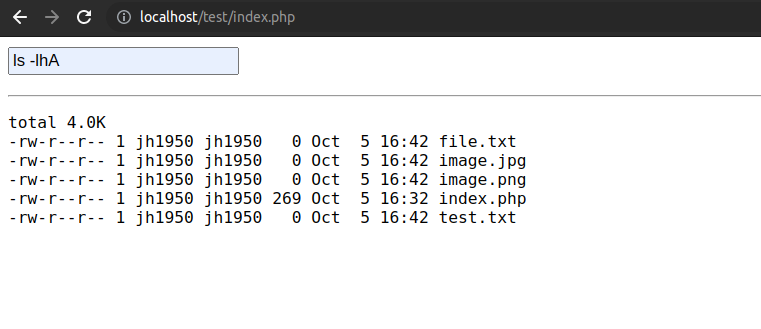 localhost/test/index.php
ls -lhA
total 4.0K
-rw-r--r-- 1 jh1950 jh1950   0 Oct  5 16:42 file.txt
-rw-r--r-- 1 jh1950 jh1950   0 Oct  5 16:42 image.jpg
-rw-r--r-- 1 jh1950 jh1950   0 Oct  5 16:42 image.png
-rw-r--r-- 1 jh1950 jh1950 269 Oct  5 16:32 index.php
-rw-r--r-- 1 jh1950 jh1950   0 Oct  5 16:42 test.txt